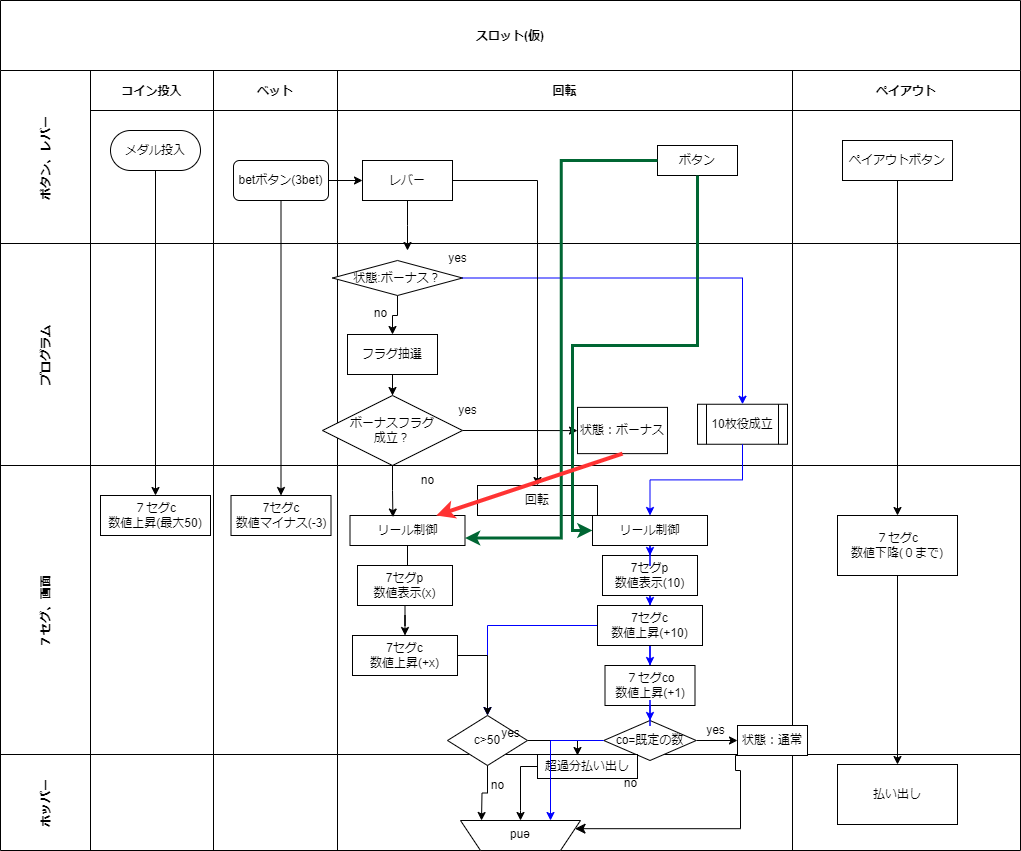 スロット(仮)
コイン投入
ベット
回転
ペイアウト
ボタン、レバー
メダル投入
betボタン(3bet)
レバー
ボタン
ペイアウトボタン
プログラム
状態:ボーナス？
yes
no
フラグ抽選
ボーナスフラグ
成立？
yes
no
状態：ボーナス
10枚役成立
７セグ、画面
７セグc
数値上昇(最大50)
7セグc
数値マイナス(-3)
回転
リール制御
リール制御
７セグc
数値下降(０まで)
7セグp
数値表示(x)
7セグp
数値表示(10)
7セグc
数値上昇(+x)
7セグc
数値上昇(+10)
７セグco
数値上昇(+1)
c>50
yes
co=既定の数
yes
状態：通常
ホッパー
超過分払い出し
no
no
払い出し
end